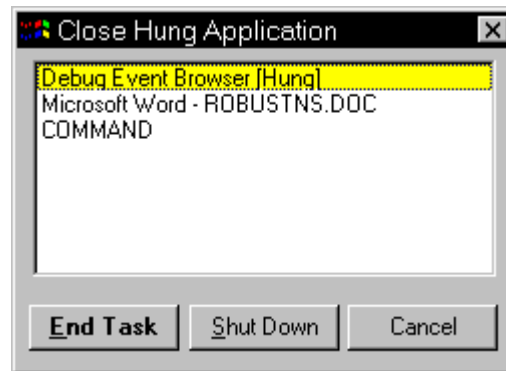 Close Hung Application
Debug Event Browser [Hung]
Microsoft Word - ROBUSTNS.DOC
COMMAND
End Task
Shut Down
Cancel